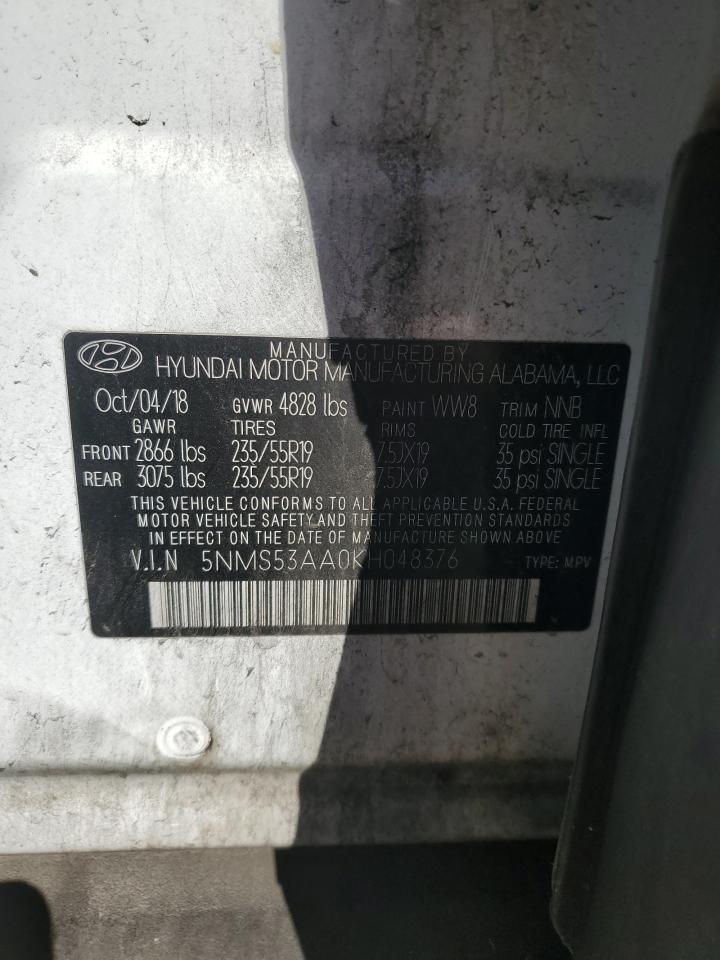 MANUFACTURED BY
HYUNDAI MOTOR MANUFACTURING ALABAMA, LLC
Oct/04/18 GVWR 4828 lbs PAINT WW8 TRIM NNB
GAWR TIRES RIMS COLD TIRE INFL
FRONT 2866 lbs 235/55R19 7.5JX19 35 psi SINGLE
REAR 3075 lbs 235/55R19 7.5JX19 35 psi SINGLE
THIS VEHICLE CONFORMS TO ALL APPLICABLE U.S.A. FEDERAL
MOTOR VEHICLE SAFETY AND THEFT PREVENTION STANDARDS
IN EFFECT ON THE DATE OF MANUFACTURE SHOWN ABOVE.
V.I.N 5NMS53AA0KH048376 TYPE: MPV